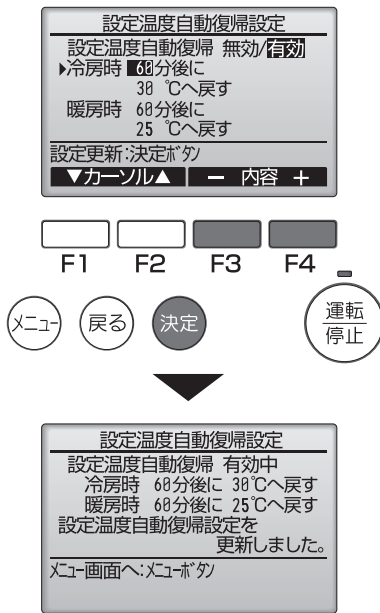 設定温度自動復帰設定
設定温度自動復帰 無効/有効
▶冷房時 60分後に
30 ℃へ戻す
暖房時 60分後に
25 ℃へ戻す
設定更新:決定ボタン
▼カーソル▲ − 内容 +
F1 F2 F3 F4
メニュー 戻る 決定 運転
停止
設定温度自動復帰設定
設定温度自動復帰 有効中
冷房時 60分後に 30℃へ戻す
暖房時 60分後に 25℃へ戻す
設定温度自動復帰設定を
更新しました。
メニュー画面へ:メニューボタン